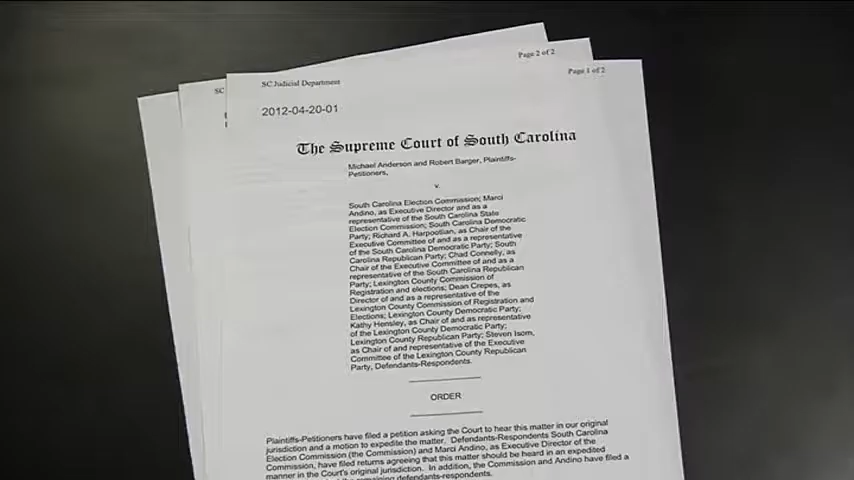 Page 2 of 2
Page 1 of 2
SC
SC Judicial Department
2012-04-20-01
The Supreme Court of South Carolina
Michael Anderson and Robert Barger, Plaintiffs-
Petitioners,
v.
South Carolina Election Commission; Marci
Andino, as Executive Director and as a
representative of the South Carolina State
Election Commission; South Carolina Democratic
Party; Richard A. Harpootlian, as Chair of the
Executive Committee of and as a representative
of the South Carolina Democratic Party; South
Carolina Republican Party; Chad Connelly, as
Chair of the Executive Committee of and as a
representative of the South Carolina Republican
Party; Lexington County Commission of
Registration and elections; Dean Crepes, as
Director of and as a representative of the
Lexington County Commission of Registration and
Elections; Lexington County Democratic Party;
Kathy Hensley, as Chair of and as representative
of the Lexington County Democratic Party;
Lexington County Republican Party; Steven Isom,
as Chair of and representative of the Executive
Committee of the Lexington County Republican
Party, Defendants-Respondents.
ORDER
Plaintiffs-Petitioners have filed a petition asking the Court to hear this matter in our original
jurisdiction and a motion to expedite the matter. Defendants-Respondents South Carolina
Election Commission (the Commission) and Marci Andino, as Executive Director of the
Commission, have filed returns agreeing that this matter should be heard in an expedited
manner in the Court's original jurisdiction. In addition, the Commission and Andino have filed a
remaining defendants-respondents.